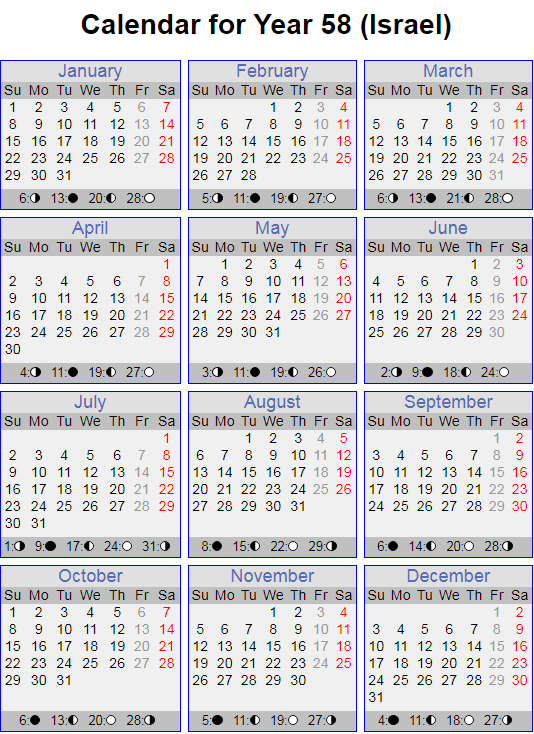 Calendar for Year 58 (Israel)
January
Su Mo Tu We Th Fr Sa
1 2 3 4 5 6 7
8 9 10 11 12 13 14
15 16 17 18 19 20 21
22 23 24 25 26 27 28
29 30 31
6: 13: 20: 28:
February
Su Mo Tu We Th Fr Sa
1 2 3 4
5 6 7 8 9 10 11
12 13 14 15 16 17 18
19 20 21 22 23 24 25
26 27 28
5: 11: 19: 27:
March
Su Mo Tu We Th Fr Sa
1 2 3 4
5 6 7 8 9 10 11
12 13 14 15 16 17 18
19 20 21 22 23 24 25
26 27 28 29 30 31
6: 13: 21: 28:
April
Su Mo Tu We Th Fr Sa
1
2 3 4 5 6 7 8
9 10 11 12 13 14 15
16 17 18 19 20 21 22
23 24 25 26 27 28 29
30
4: 11: 19: 27:
May
Su Mo Tu We Th Fr Sa
1 2 3 4 5 6
7 8 9 10 11 12 13
14 15 16 17 18 19 20
21 22 23 24 25 26 27
28 29 30 31
3: 11: 19: 26:
June
Su Mo Tu We Th Fr Sa
1 2 3
4 5 6 7 8 9 10
11 12 13 14 15 16 17
18 19 20 21 22 23 24
25 26 27 28 29 30
2: 9: 18: 24:
July
Su Mo Tu We Th Fr Sa
1
2 3 4 5 6 7 8
9 10 11 12 13 14 15
16 17 18 19 20 21 22
23 24 25 26 27 28 29
30 31
1: 9: 17: 24: 31:
August
Su Mo Tu We Th Fr Sa
1 2 3 4 5
6 7 8 9 10 11 12
13 14 15 16 17 18 19
20 21 22 23 24 25 26
27 28 29 30 31
8: 15: 22: 29:
September
Su Mo Tu We Th Fr Sa
1 2
3 4 5 6 7 8 9
10 11 12 13 14 15 16
17 18 19 20 21 22 23
24 25 26 27 28 29 30
6: 14: 20: 28:
October
Su Mo Tu We Th Fr Sa
1 2 3 4 5 6 7
8 9 10 11 12 13 14
15 16 17 18 19 20 21
22 23 24 25 26 27 28
29 30 31
6: 13: 20: 28:
November
Su Mo Tu We Th Fr Sa
1 2 3 4
5 6 7 8 9 10 11
12 13 14 15 16 17 18
19 20 21 22 23 24 25
26 27 28 29 30
5: 11: 19: 27:
December
Su Mo Tu We Th Fr Sa
1 2
3 4 5 6 7 8 9
10 11 12 13 14 15 16
17 18 19 20 21 22 23
24 25 26 27 28 29 30
31
4: 11: 18: 27: